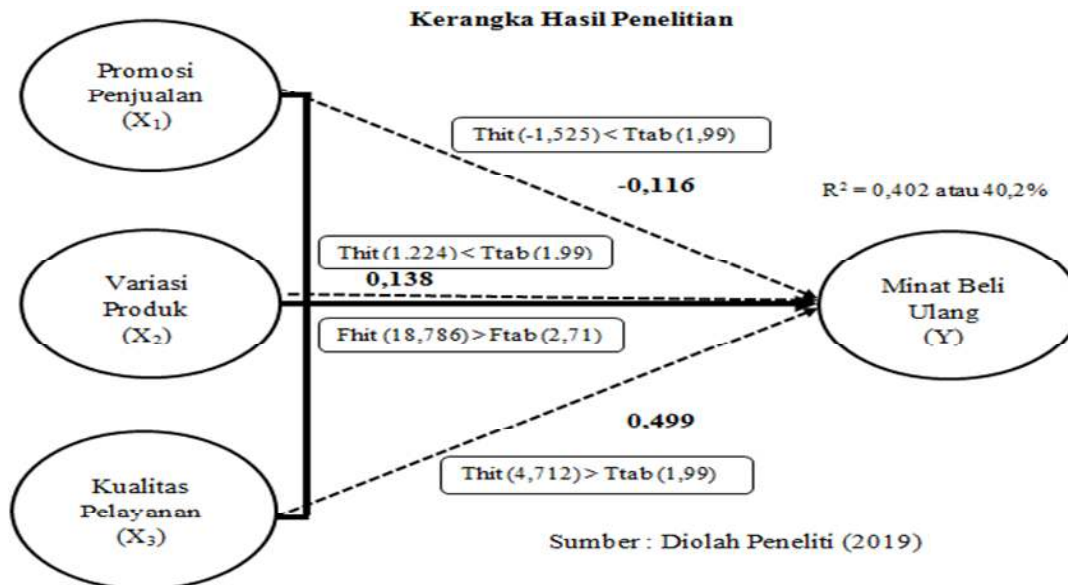 Kerangka Hasil Penelitian
Promosi
Penjualan
(X₁)
Thit (-1,525) < Ttab (1,99)
-0,116
R² = 0,402 atau 40,2%
Variasi
Produk
(X₂)
Thit (1.224) < Ttab (1.99)
0,138
Fhit (18,786) > Ftab (2,71)
Minat Beli
Ulang
(Y)
0.499
Thit (4,712) > Ttab (1,99)
Kualitas
Pelayanan
(X₃)
Sumber : Diolah Peneliti (2019)